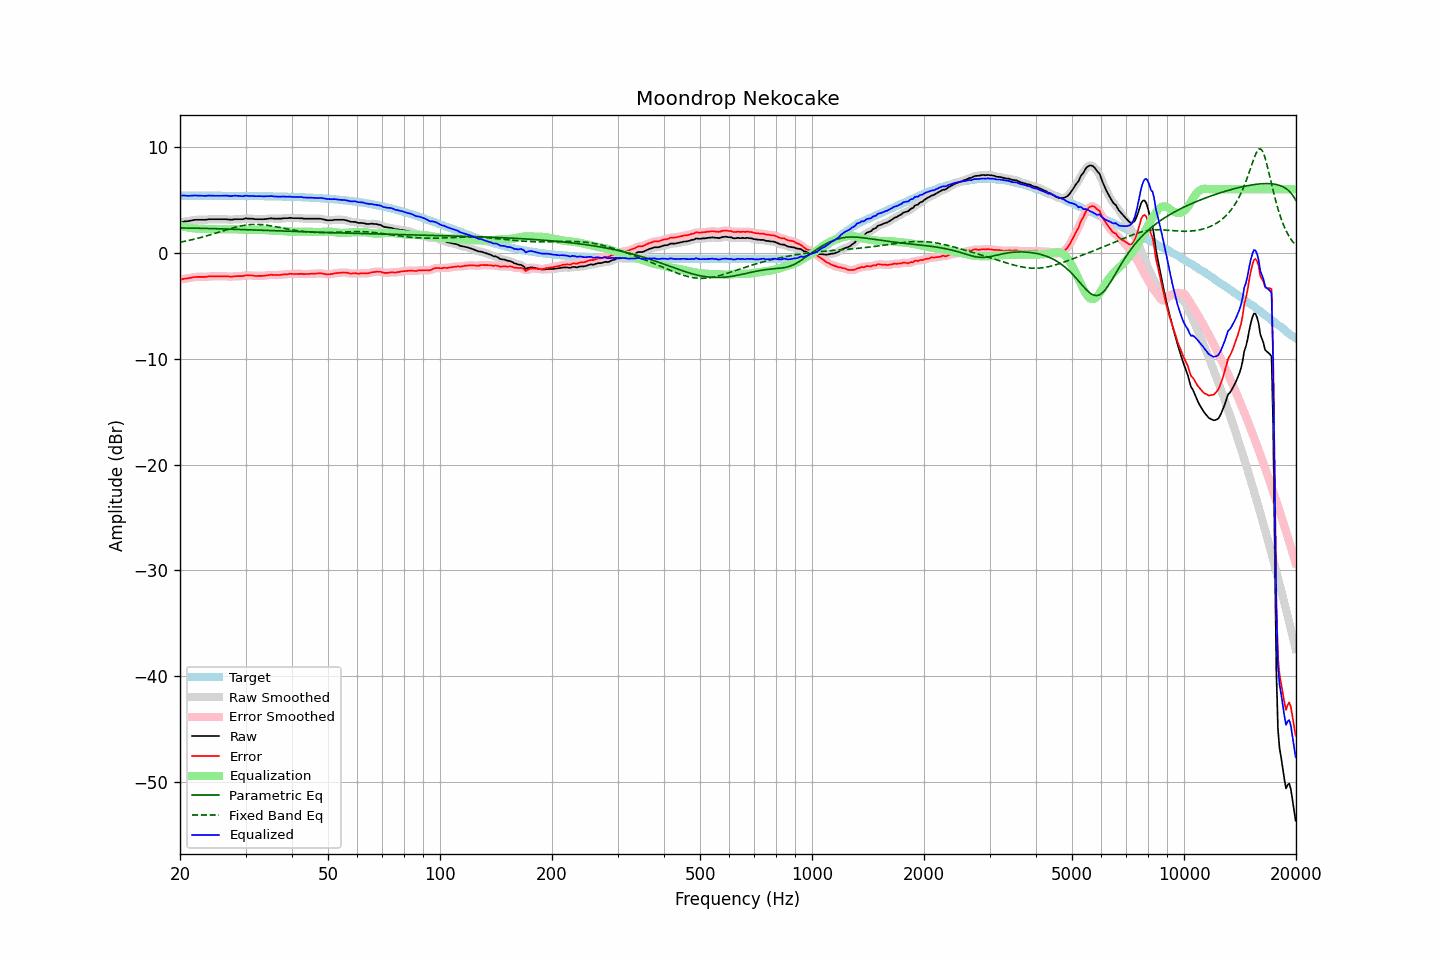 Moondrop Nekocake
10
0
−10
−20
−30
−40
−50
Amplitude (dBr)
Target
Raw Smoothed
Error Smoothed
Raw
Error
Equalization
Parametric Eq
Fixed Band Eq
Equalized
20 50 100 200 500 1000 2000 5000 10000 20000
Frequency (Hz)